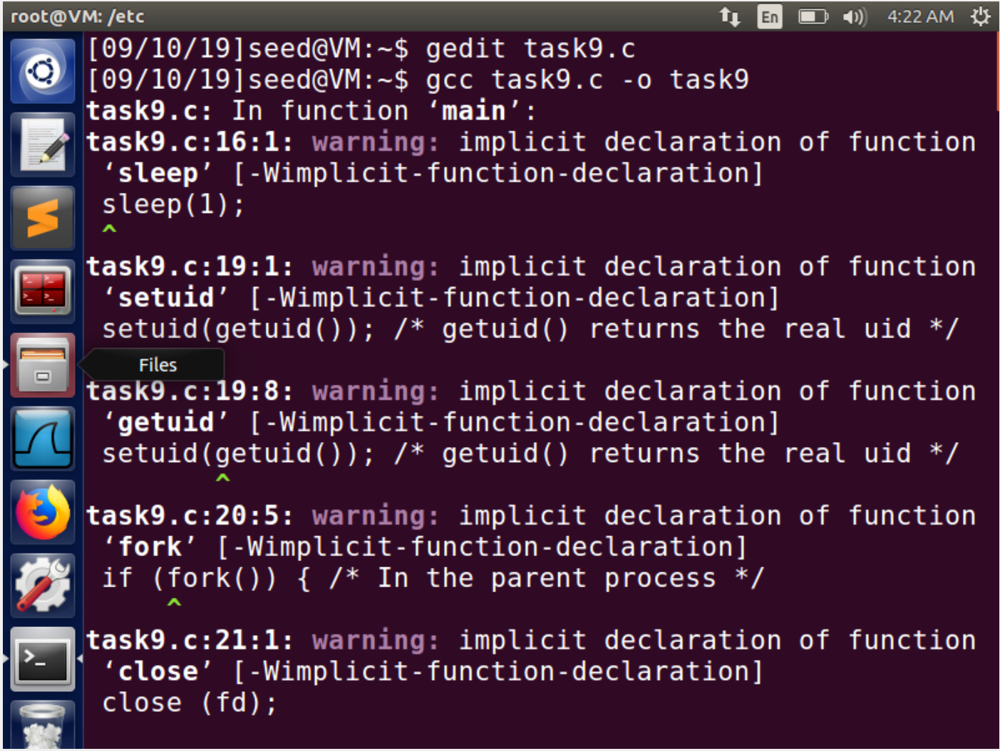 root@VM: /etc
En
4:22 AM
[09/10/19]seed@VM:~$ gedit task9.c
[09/10/19]seed@VM:~$ gcc task9.c -o task9
task9.c: In function ‘main’:
task9.c:16:1: warning: implicit declaration of function
‘sleep’ [-Wimplicit-function-declaration]
sleep(1);
^
task9.c:19:1: warning: implicit declaration of function
‘setuid’ [-Wimplicit-function-declaration]
setuid(getuid()); /* getuid() returns the real uid */
Files
task9.c:19:8: warning: implicit declaration of function
‘getuid’ [-Wimplicit-function-declaration]
setuid(getuid()); /* getuid() returns the real uid */
^
task9.c:20:5: warning: implicit declaration of function
‘fork’ [-Wimplicit-function-declaration]
if (fork()) { /* In the parent process */
^
task9.c:21:1: warning: implicit declaration of function
‘close’ [-Wimplicit-function-declaration]
close (fd);